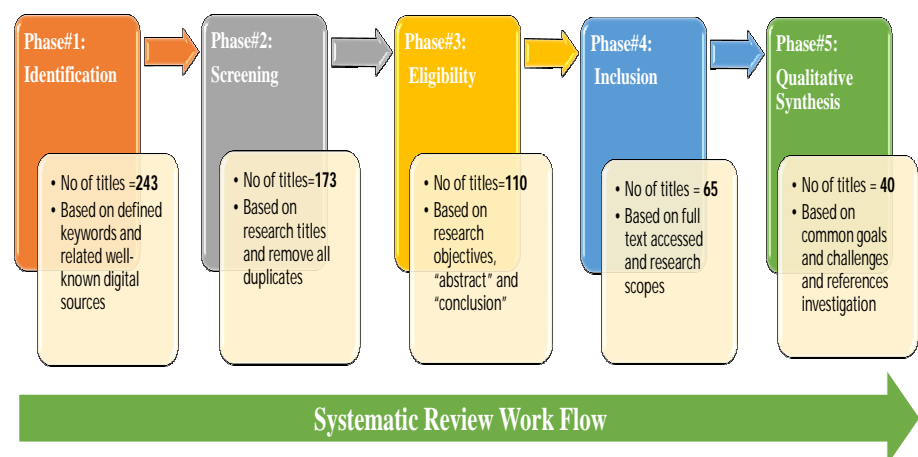 Phase#1:
Identification
• No of titles =243
• Based on defined
keywords and
related well-
known digital
sources
Phase#2:
Screening
• No of titles=173
• Based on
research titles
and remove all
duplicates
Phase#3:
Eligibility
• No of titles=110
• Based on
research
objectives,
"abstract" and
"conclusion"
Phase#4:
Inclusion
• No of titles = 65
• Based on full
text accessed
and research
scopes
Phase#5:
Qualitative
Synthesis
• No of titles = 40
• Based on
common goals
and challenges
and references
investigation
Systematic Review Work Flow